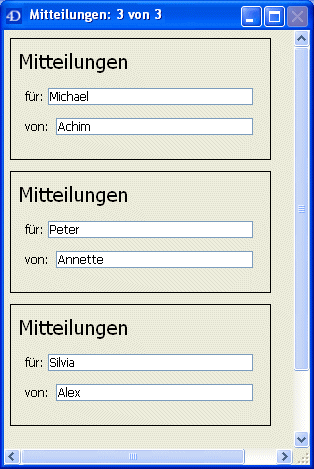 4D Mitteilungen: 3 von 3
Mitteilungen
für: Michael
von: Achim
Mitteilungen
für: Peter
von: Annette
Mitteilungen
für: Silvia
von: Alex